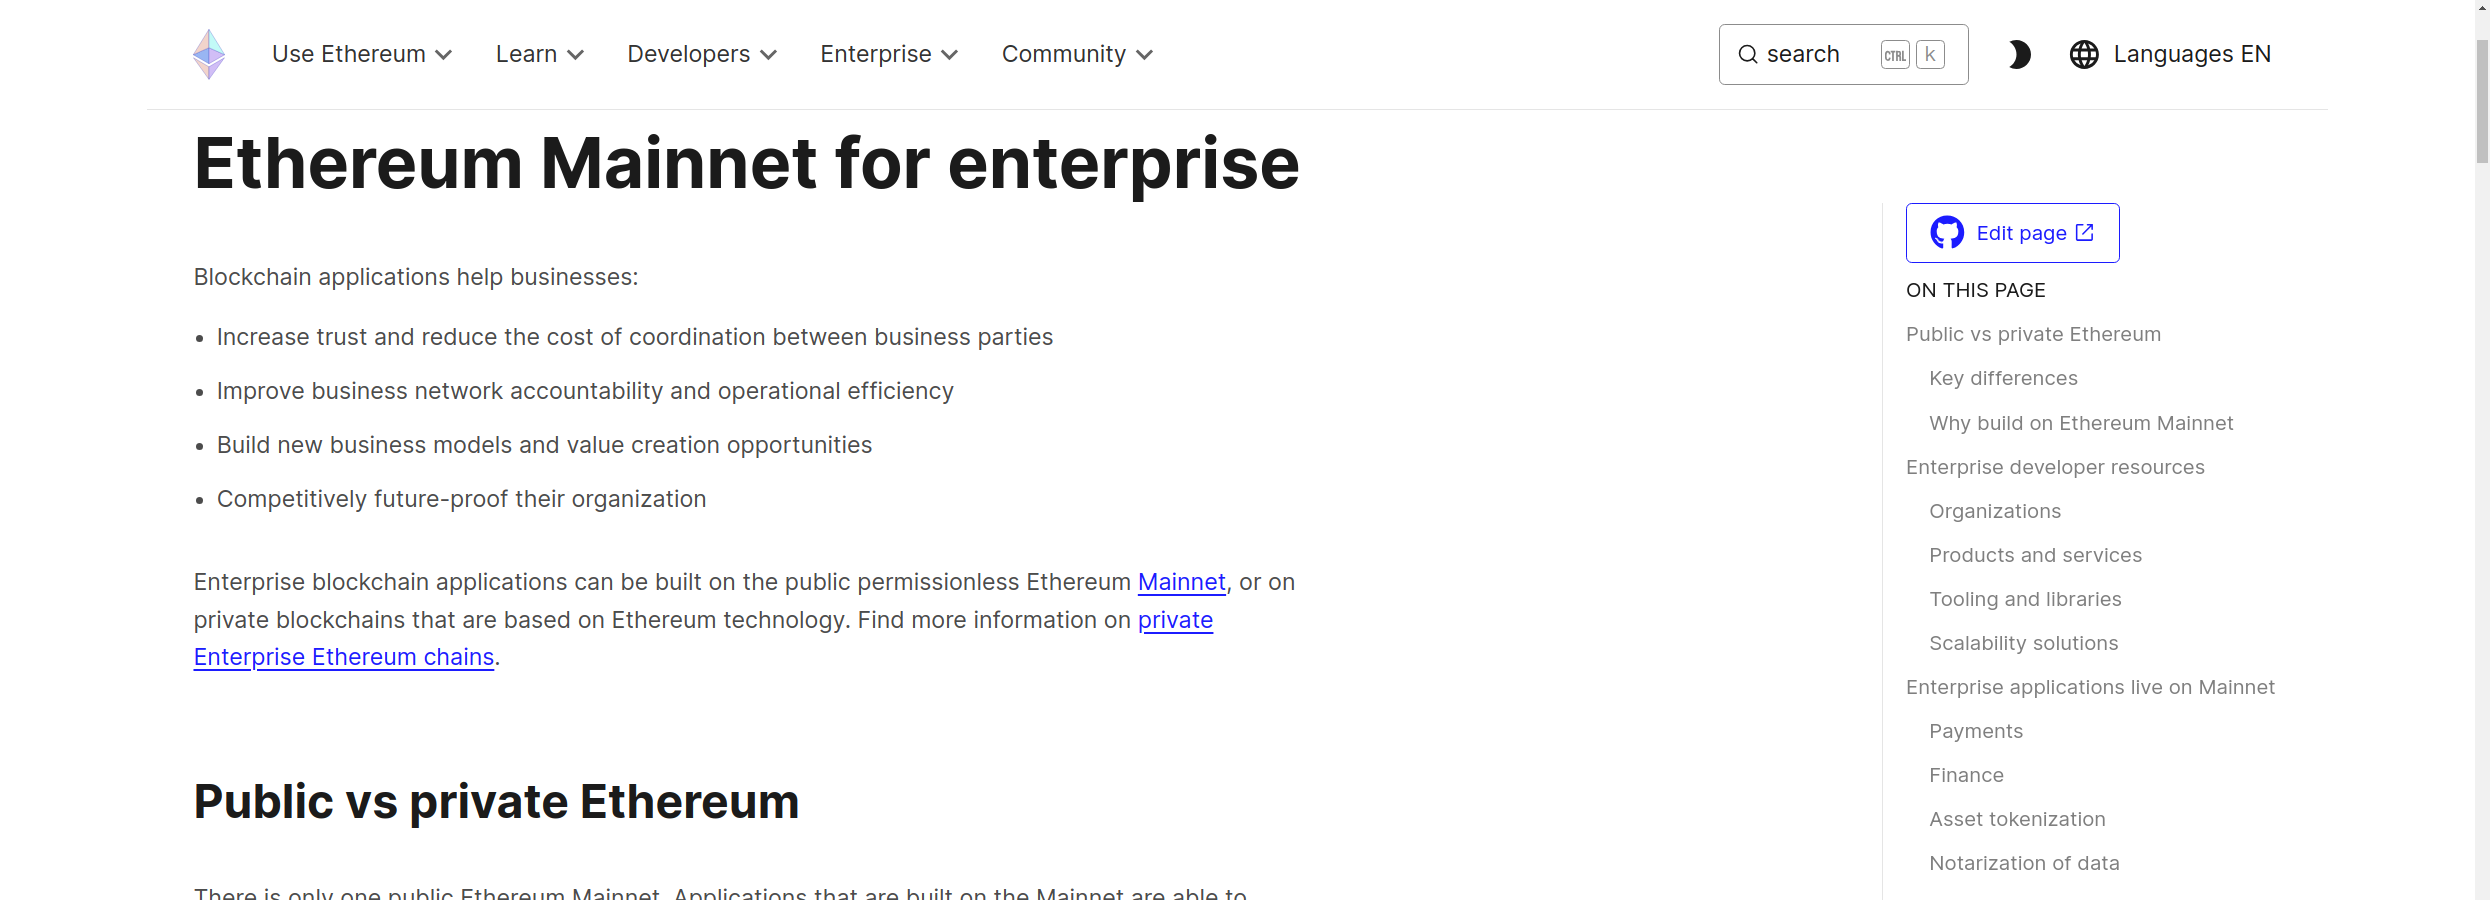 Use Ethereum Learn Developers Enterprise Community search CTRL k Languages EN
Ethereum Mainnet for enterprise
Blockchain applications help businesses:
• Increase trust and reduce the cost of coordination between business parties
• Improve business network accountability and operational efficiency
• Build new business models and value creation opportunities
• Competitively future-proof their organization
Enterprise blockchain applications can be built on the public permissionless Ethereum Mainnet, or on
private blockchains that are based on Ethereum technology. Find more information on private
Enterprise Ethereum chains.
Public vs private Ethereum
There is only one public Ethereum Mainnet. Applications that are built on the Mainnet are able to
Edit page
ON THIS PAGE
Public vs private Ethereum
Key differences
Why build on Ethereum Mainnet
Enterprise developer resources
Organizations
Products and services
Tooling and libraries
Scalability solutions
Enterprise applications live on Mainnet
Payments
Finance
Asset tokenization
Notarization of data